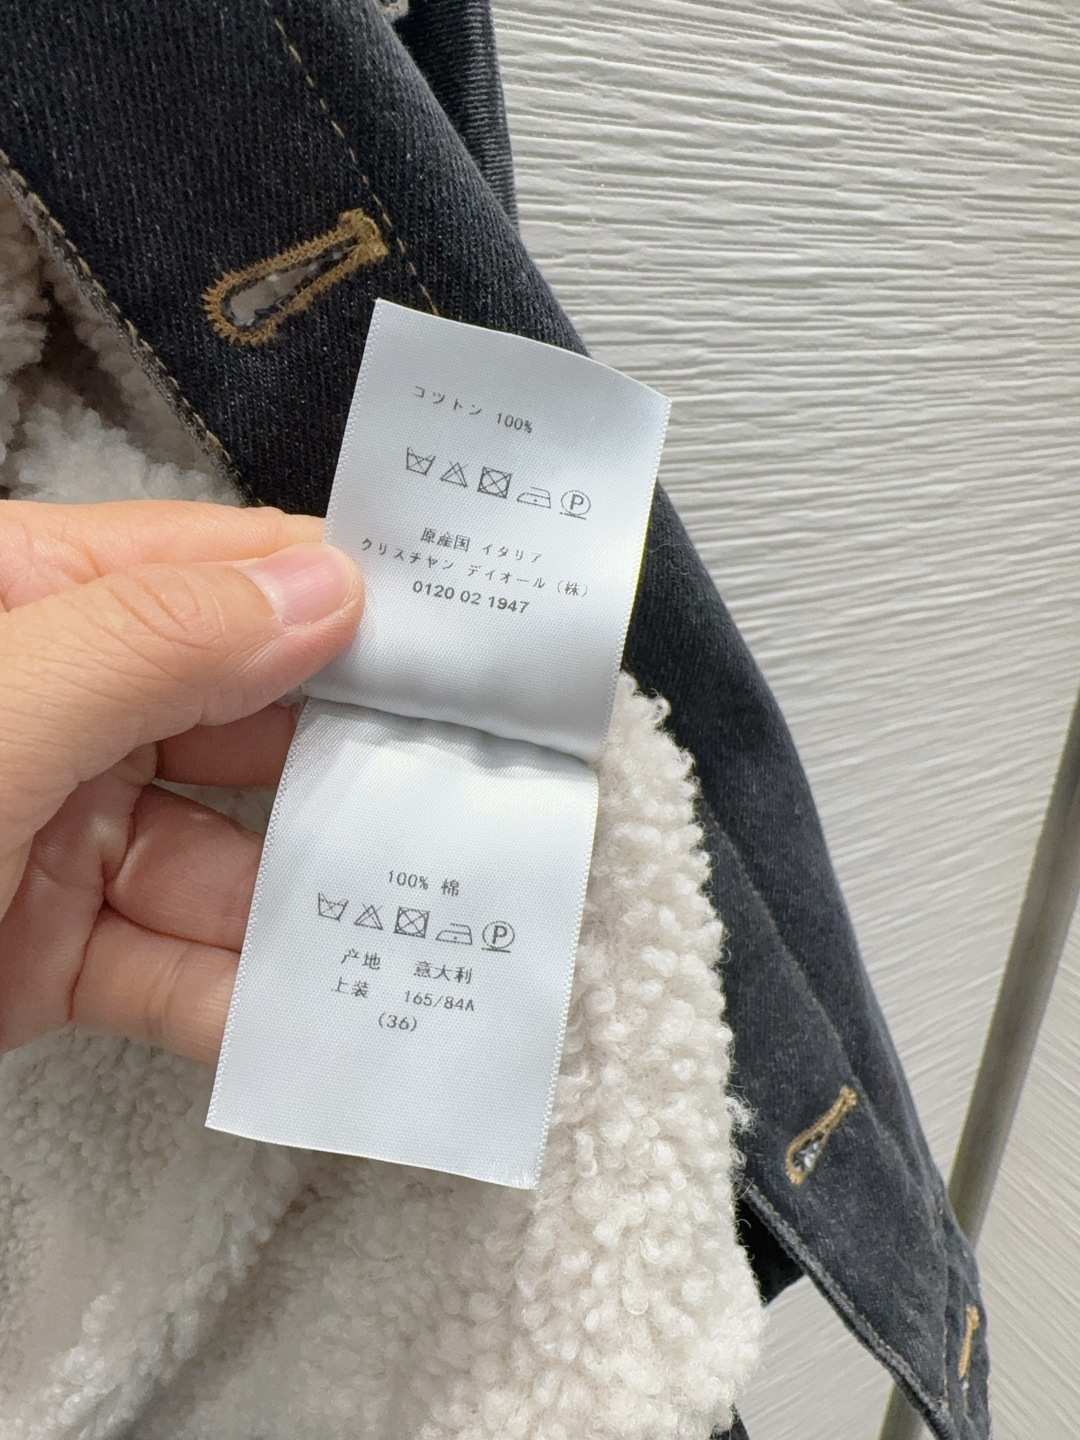 コットン 100%
P
原産国 イタリア
クリスチャン デイオール（株）
0120 02 1947
100% 棉
P
产地 意大利
上装 165/84A
(36)